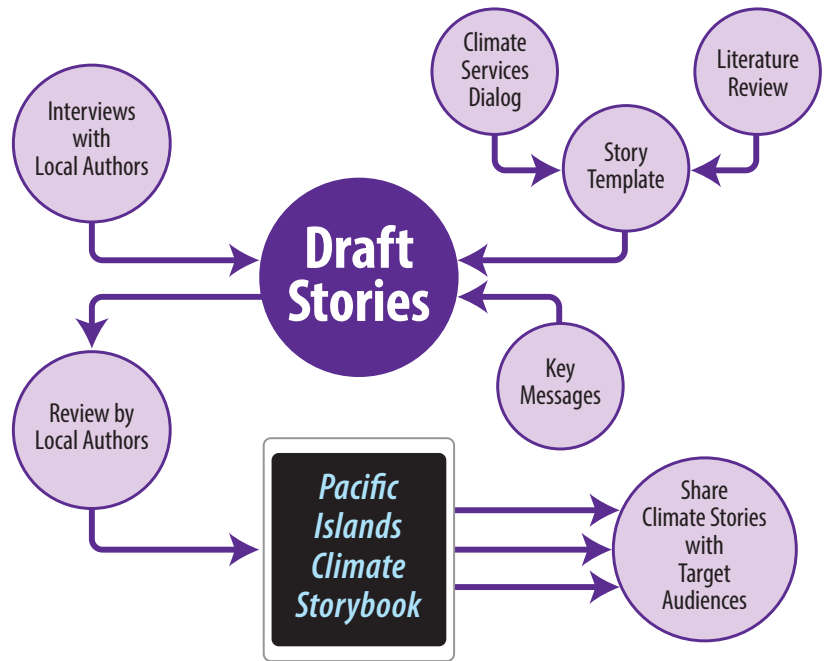 Interviews
with
Local Authors
Climate
Services
Dialog
Literature
Review
Story
Template
Draft
Stories
Key
Messages
Review by
Local Authors
Pacific
Islands
Climate
Storybook
Share
Climate Stories
with
Target
Audiences